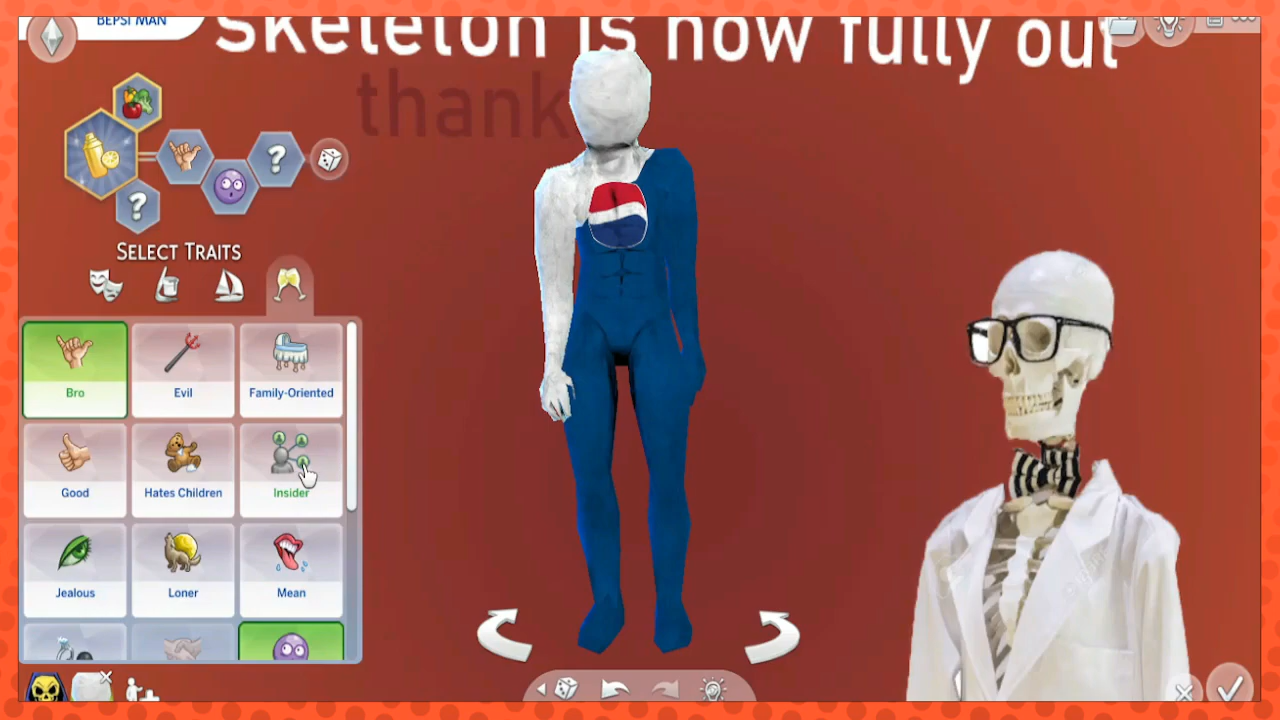 BEPSI MAN
skeleton is now fully out
thank
?
?
SELECT TRAITS
Bro
Evil
Family-Oriented
Good
Hates Children
Insider
Jealous
Loner
Mean